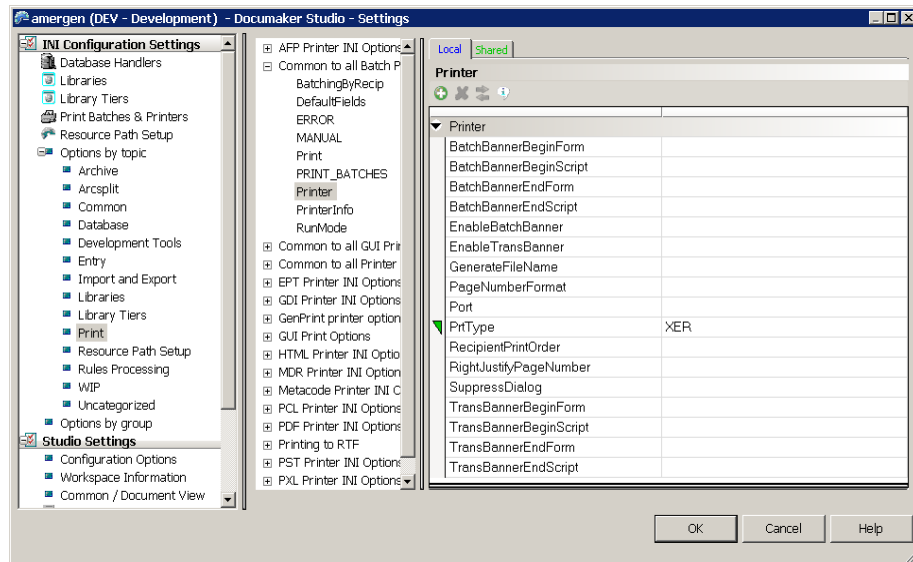 amergen (DEV - Development) - Documaker Studio - Settings
INI Configuration Settings
Database Handlers
Libraries
Library Tiers
Print Batches & Printers
Resource Path Setup
Options by topic
Archive
Arcsplit
Common
Database
Development Tools
Entry
Import and Export
Libraries
Library Tiers
Print
Resource Path Setup
Rules Processing
WIP
Uncategorized
Options by group
Studio Settings
Configuration Options
Workspace Information
Common / Document View
AFP Printer INI Options
Common to all Batch P
BatchingByRecip
DefaultFields
ERROR
MANUAL
Print
PRINT_BATCHES
Printer
PrinterInfo
RunMode
Common to all GUI Prin
Common to all Printer
EPT Printer INI Options
GDI Printer INI Options
GenPrint printer option
GUI Print Options
HTML Printer INI Optio
MDR Printer INI Option
Metacode Printer INI C
PCL Printer INI Options
PDF Printer INI Options
Printing to RTF
PST Printer INI Options
PXL Printer INI Options
Local Shared
Printer
Printer
BatchBannerBeginForm
BatchBannerBeginScript
BatchBannerEndForm
BatchBannerEndScript
EnableBatchBanner
EnableTransBanner
GenerateFileName
PageNumberFormat
Port
PrtType XER
RecipientPrintOrder
RightJustifyPageNumber
SuppressDialog
TransBannerBeginForm
TransBannerBeginScript
TransBannerEndForm
TransBannerEndScript
OK Cancel Help